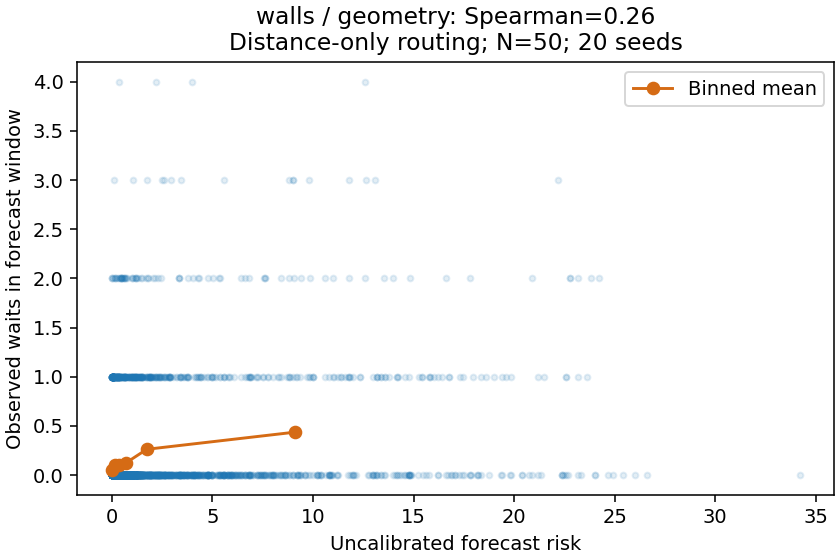 walls / geometry: Spearman=0.26
Distance-only routing; N=50; 20 seeds
Binned mean
Observed waits in forecast window
4.0
3.5
3.0
2.5
2.0
1.5
1.0
0.5
0.0
0 5 10 15 20 25 30 35
Uncalibrated forecast risk